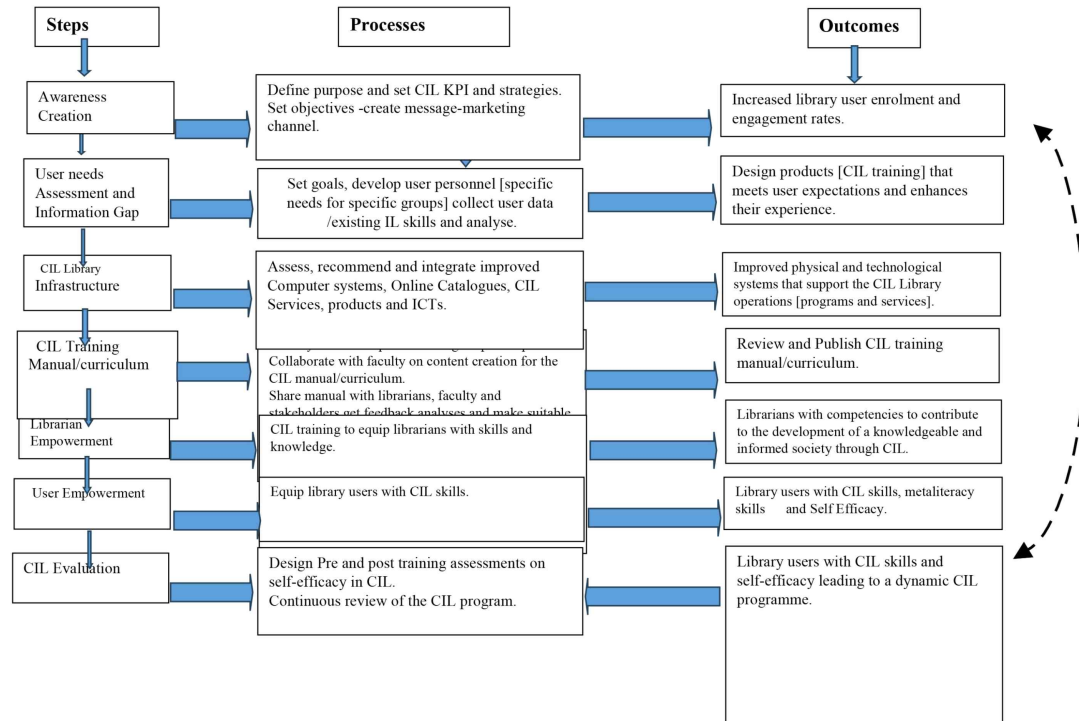 Steps
Processes
Outcomes
Awareness
Creation
Define purpose and set CIL KPI and strategies.
Set objectives -create message-marketing
channel.
Increased library user enrolment and
engagement rates.
User needs
Assessment and
Information Gap
Set goals, develop user personnel [specific
needs for specific groups] collect user data
/existing IL skills and analyse.
Design products [CIL training] that
meets user expectations and enhances
their experience.
CIL Library
Infrastructure
Assess, recommend and integrate improved
Computer systems, Online Catalogues, CIL
Services, products and ICTs.
Improved physical and technological
systems that support the CIL Library
operations [programs and services].
CIL Training
Manual/curriculum
Collaborate with faculty on content creation for the
CIL manual/curriculum.
Share manual with librarians, faculty and
stakeholders get feedback analyses and make suitable
Review and Publish CIL training
manual/curriculum.
Librarian
Empowerment
CIL training to equip librarians with skills and
knowledge.
Librarians with competencies to contribute
to the development of a knowledgeable and
informed society through CIL.
User Empowerment
Equip library users with CIL skills.
Library users with CIL skills, metaliteracy
skills and Self Efficacy.
CIL Evaluation
Design Pre and post training assessments on
self-efficacy in CIL.
Continuous review of the CIL program.
Library users with CIL skills and
self-efficacy leading to a dynamic CIL
programme.